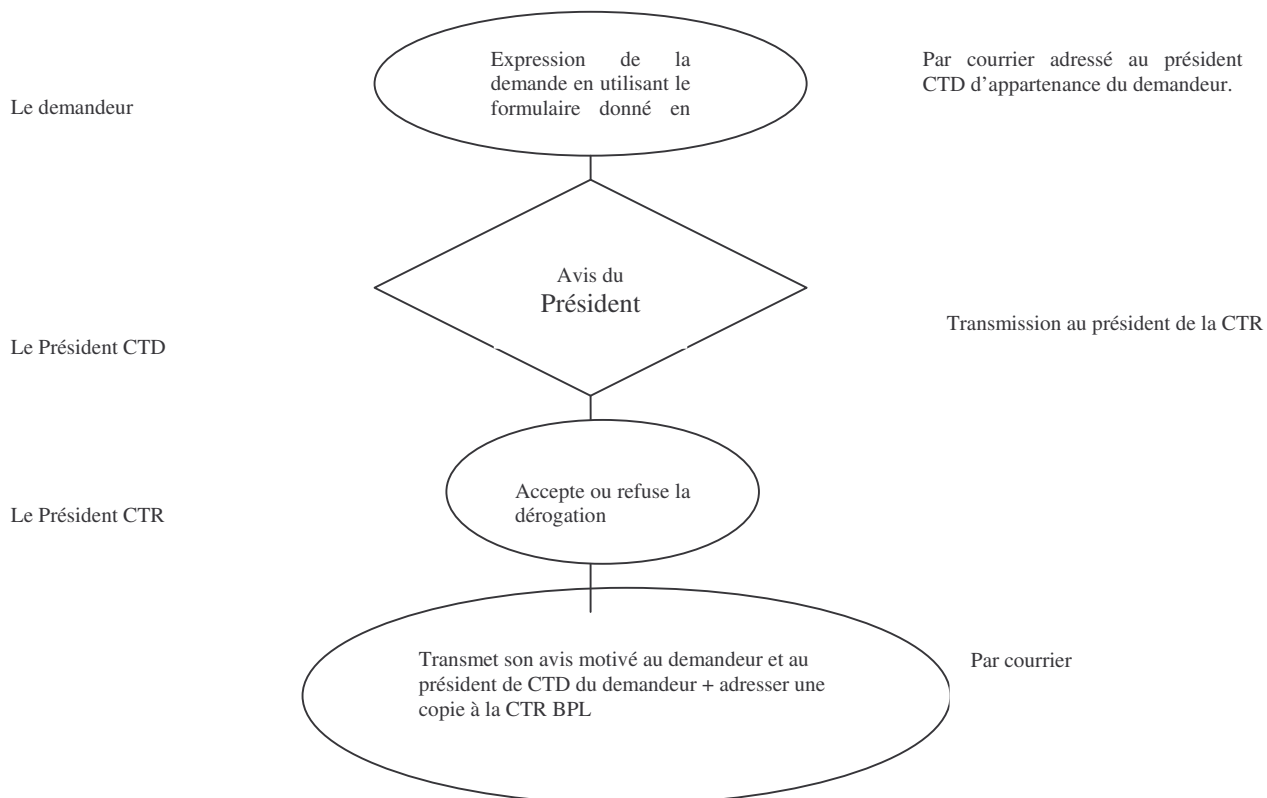 Expression de la
demande en utilisant le
formulaire donné en
Par courrier adressé au président
CTD d'appartenance du demandeur.
Le demandeur
Avis du
Président
Transmission au président de la CTR
Le Président CTD
Accepte ou refuse la
dérogation
Le Président CTR
Transmet son avis motivé au demandeur et au
président de CTD du demandeur + adresser une
copie à la CTR BPL
Par courrier